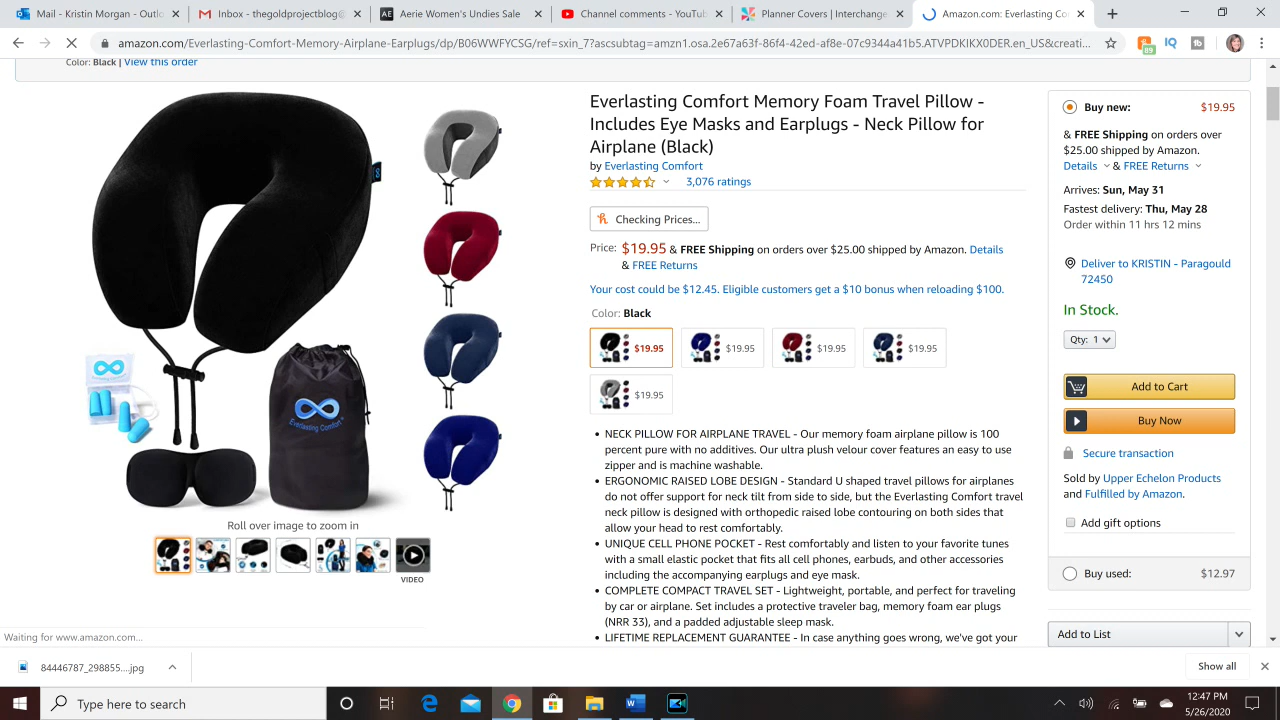 Mail - Kristin Morton - Outlo
Inbox - thegoldprojectblog@
AE Aerie Women's Undies Sale
Channel comments - YouTub
Planner Covers | Interchange
Amazon.com: Everlasting Co
amazon.com/Everlasting-Comfort-Memory-Airplane-Earplugs/dp/B06WWFYCSG/ref=sxin_7?ascsubtag=amzn1.osa.2e67a63f-86f4-42ed-af8e-07c9344a41b5.ATVPDKIKX0DER.en_US&creati...
89
IQ
Color: Black | View this order
Everlasting Comfort Memory Foam Travel Pillow -
Includes Eye Masks and Earplugs - Neck Pillow for
Airplane (Black)
by Everlasting Comfort
3,076 ratings
Checking Prices...
Price: $19.95 & FREE Shipping on orders over $25.00 shipped by Amazon. Details
& FREE Returns
Your cost could be $12.45. Eligible customers get a $10 bonus when reloading $100.
Color: Black
$19.95
$19.95
$19.95
$19.95
$19.95
• NECK PILLOW FOR AIRPLANE TRAVEL - Our memory foam airplane pillow is 100
percent pure with no additives. Our ultra plush velour cover features an easy to use
zipper and is machine washable.
• ERGONOMIC RAISED LOBE DESIGN - Standard U shaped travel pillows for airplanes
do not offer support for neck tilt from side to side, but the Everlasting Comfort travel
neck pillow is designed with orthopedic raised lobe contouring on both sides that
allow your head to rest comfortably.
• UNIQUE CELL PHONE POCKET - Rest comfortably and listen to your favorite tunes
with a small elastic pocket that fits all cell phones, earbuds, and other accessories
including the accompanying earplugs and eye mask.
• COMPLETE COMPACT TRAVEL SET - Lightweight, portable, and perfect for traveling
by car or airplane. Set includes a protective traveler bag, memory foam ear plugs
(NRR 33), and a padded adjustable sleep mask.
• LIFETIME REPLACEMENT GUARANTEE - In case anything goes wrong, we've got your
Everlasting Comfort
Roll over image to zoom in
VIDEO
Buy new: $19.95
& FREE Shipping on orders over
$25.00 shipped by Amazon.
Details & FREE Returns
Arrives: Sun, May 31
Fastest delivery: Thu, May 28
Order within 11 hrs 12 mins
Deliver to KRISTIN - Paragould
72450
In Stock.
Qty: 1
Add to Cart
Buy Now
Secure transaction
Sold by Upper Echelon Products
and Fulfilled by Amazon.
Add gift options
Buy used: $12.97
Add to List
Waiting for www.amazon.com...
84446787_298855....jpg
Show all
Type here to search
12:47 PM
5/26/2020